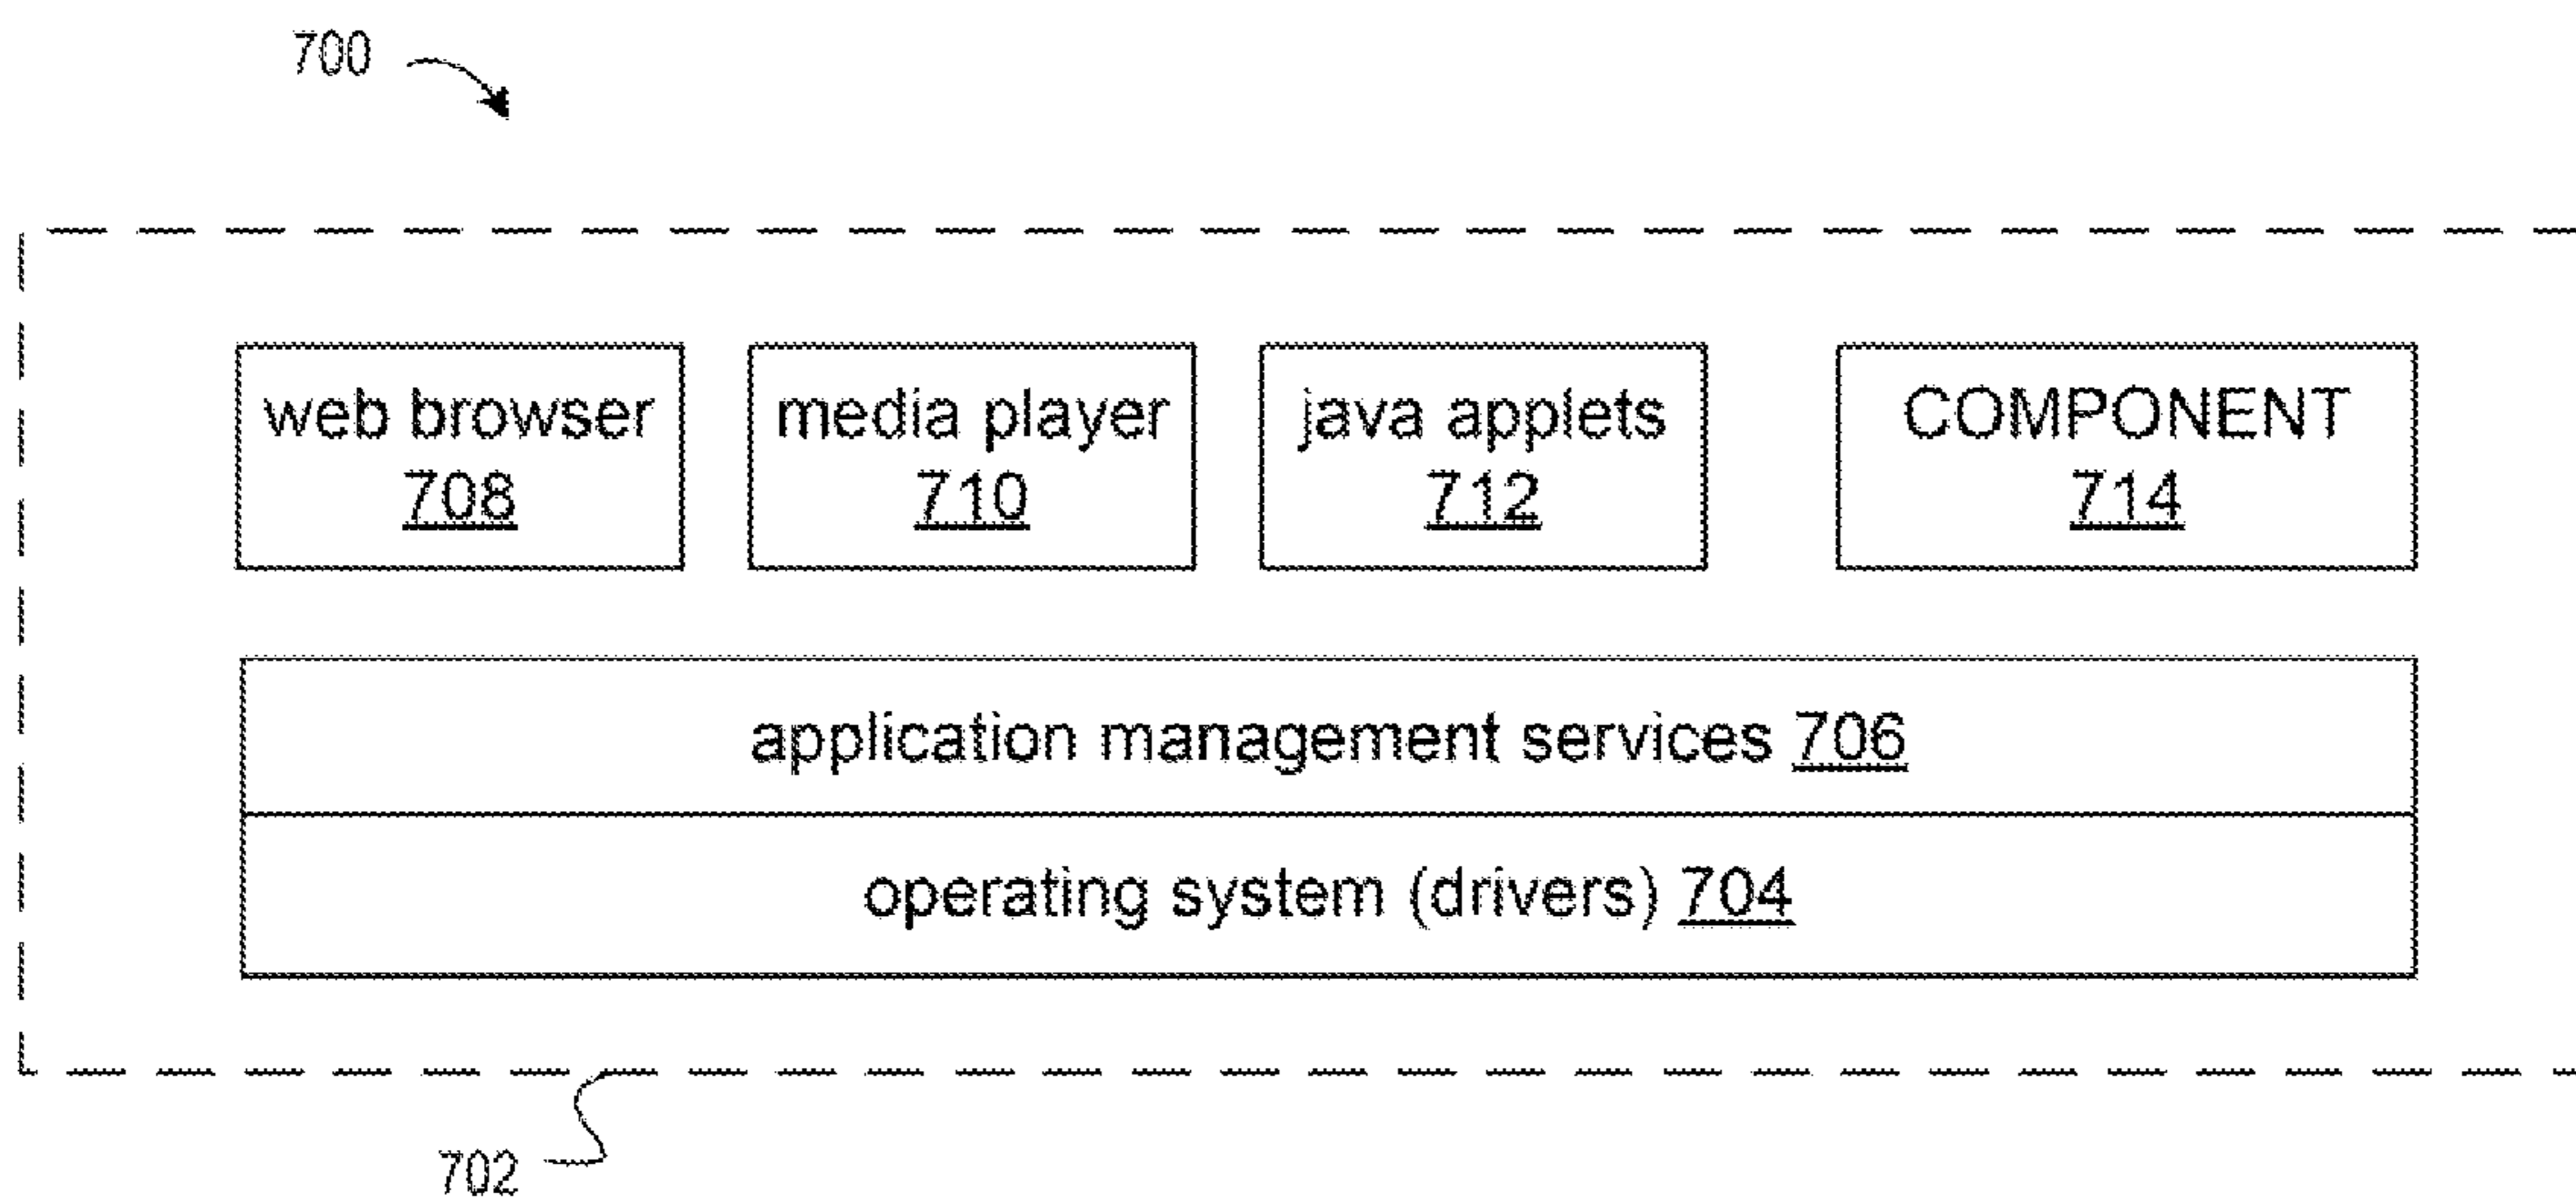 700
web browser
708
media player
710
java applets
712
COMPONENT
714
application management services 706
operating system (drivers) 704
702